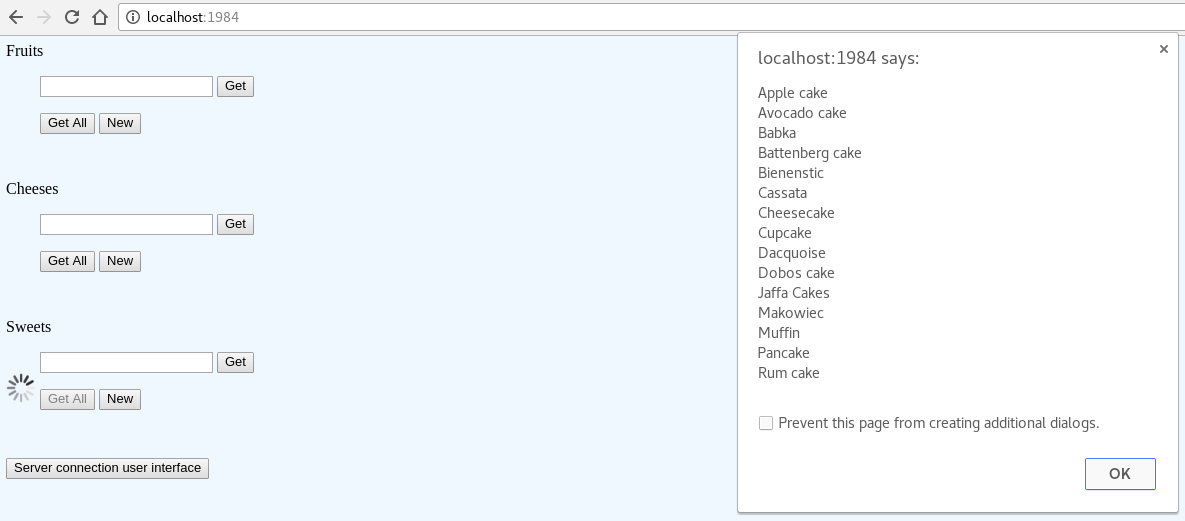 localhost:1984
Fruits
Get
Get All New
Cheeses
Get
Get All New
Sweets
Get
Get All New
Server connection user interface
localhost:1984 says:
Apple cake
Avocado cake
Babka
Battenberg cake
Bienenstic
Cassata
Cheesecake
Cupcake
Dacquoise
Dobos cake
Jaffa Cakes
Makowiec
Muffin
Pancake
Rum cake
Prevent this page from creating additional dialogs.
OK